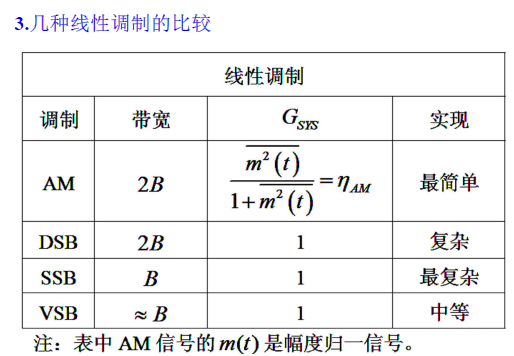 3.几种线性调制的比较
线性调制
调制 带宽 G_SYS 实现
AM 2B \frac{\overline{m^2(t)}}{1+\overline{m^2(t)}}=η_AM 最简单
DSB 2B 1 复杂
SSB B 1 最复杂
VSB ≈B 1 中等
注：表中 AM 信号的 m(t) 是幅度归一信号。